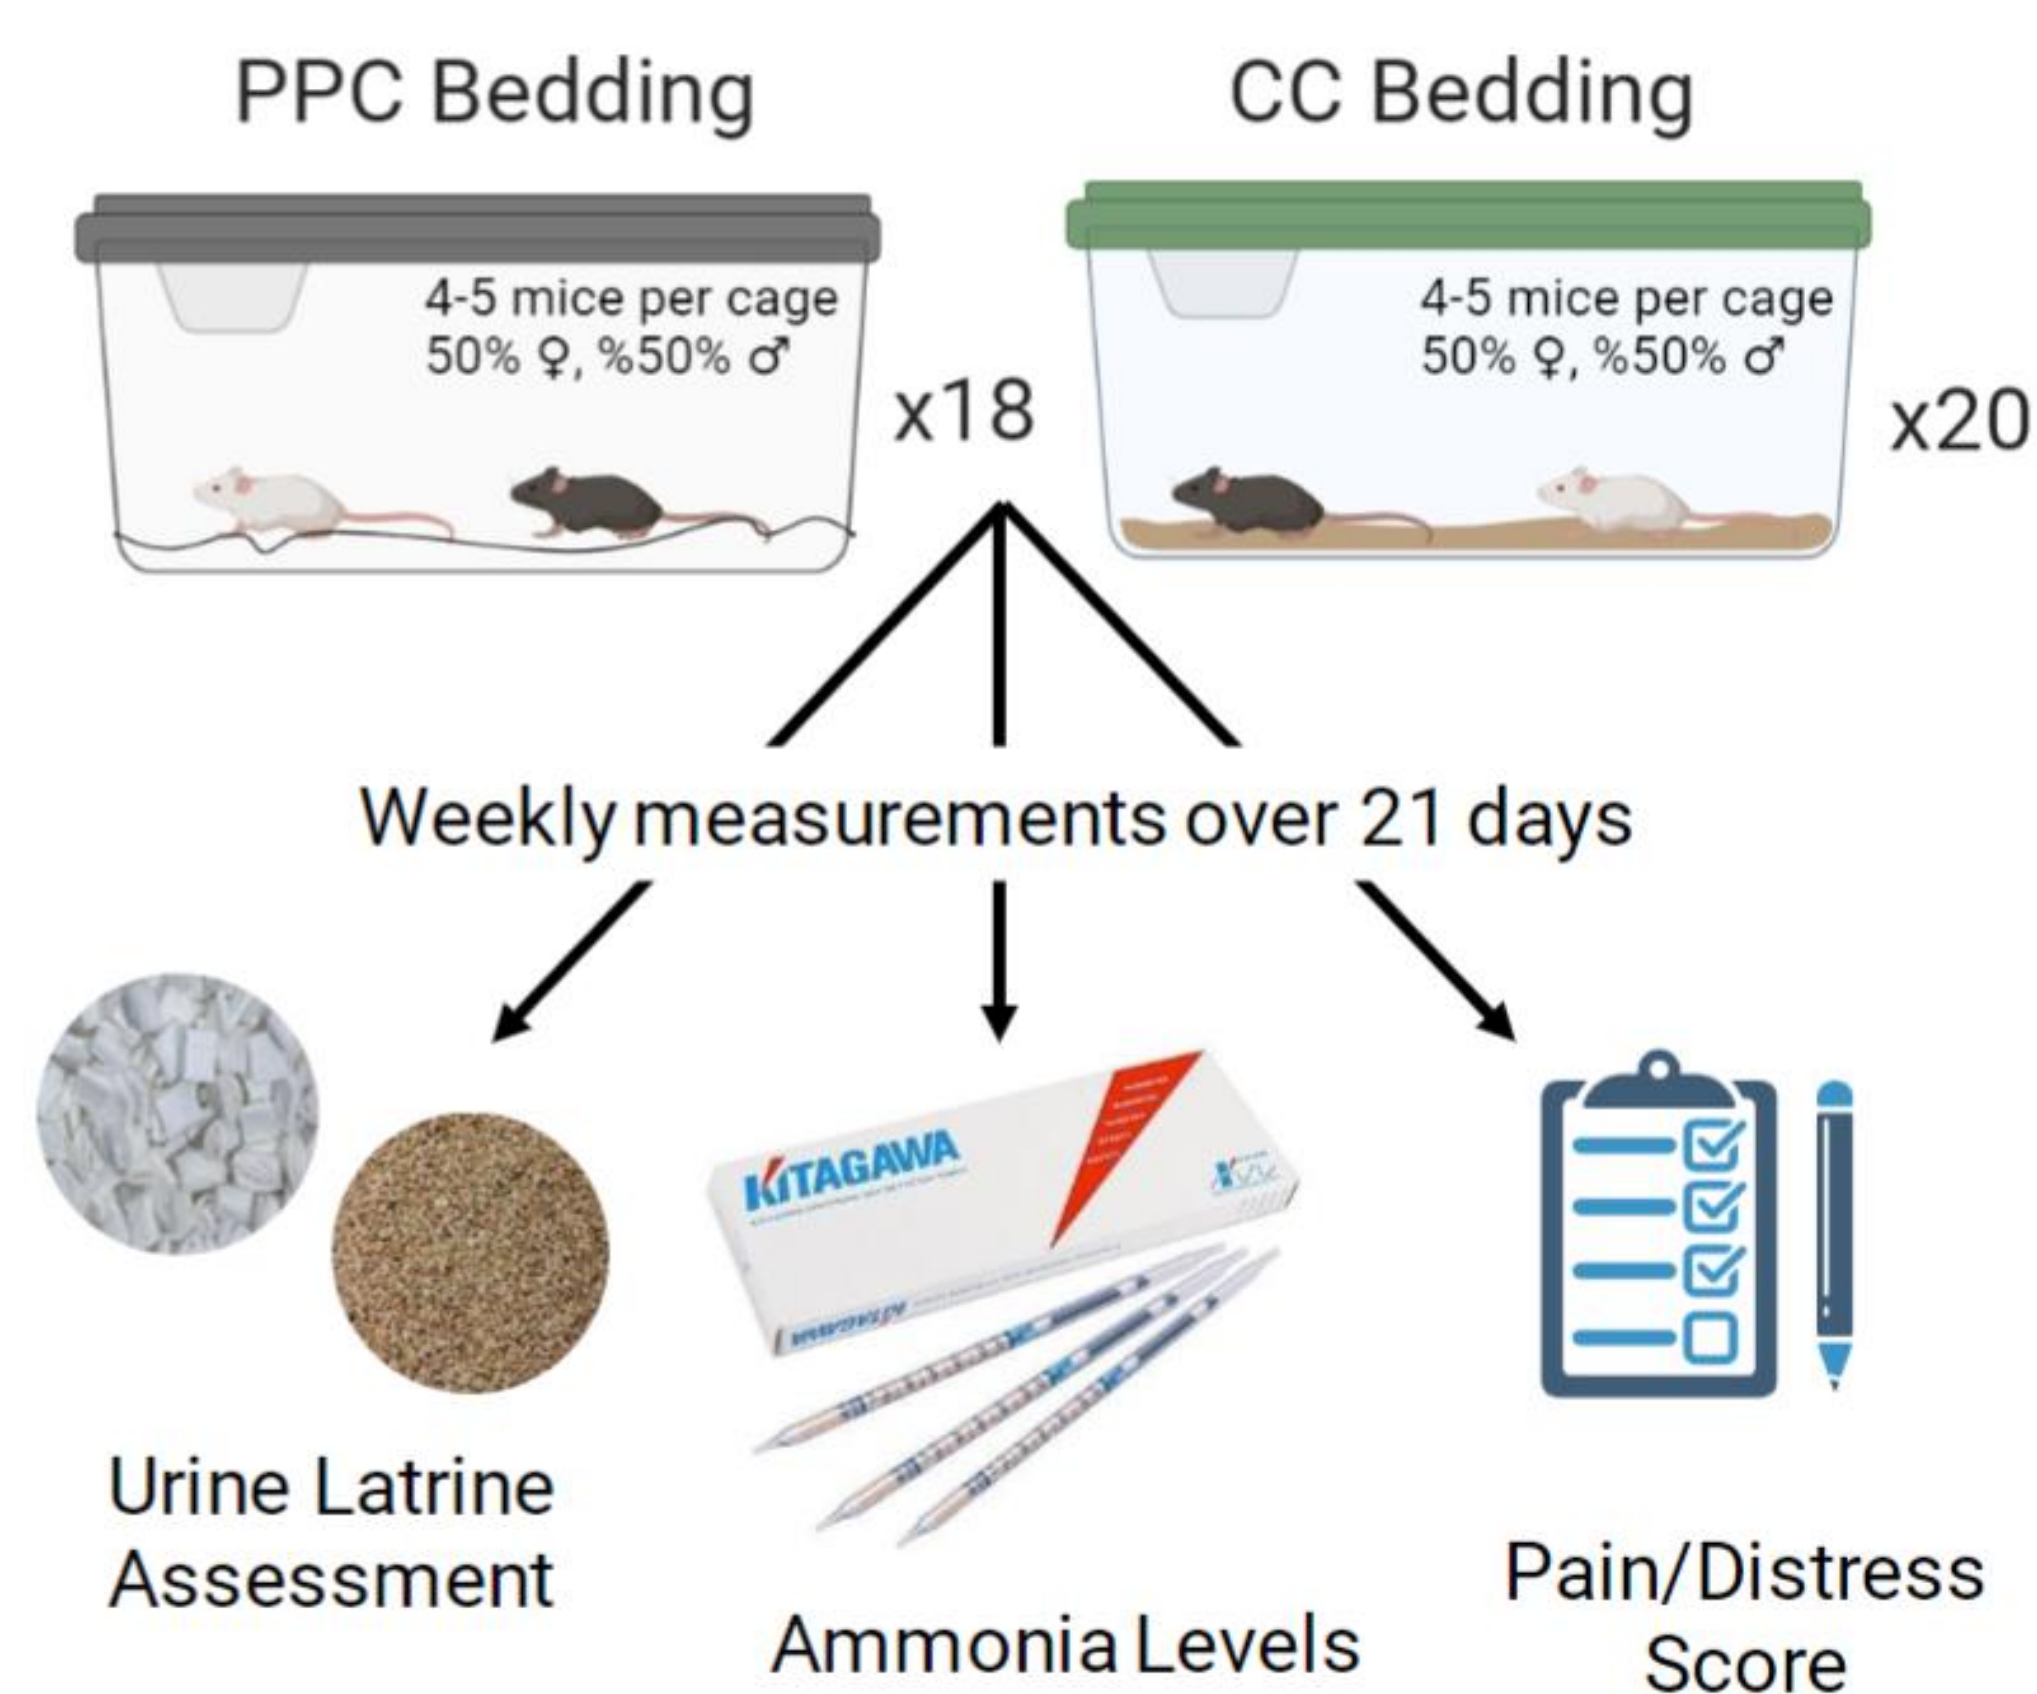 PPC Bedding
CC Bedding
4-5 mice per cage
50% ♀, %50% ♂
x18
4-5 mice per cage
50% ♀, %50% ♂
x20
Weekly measurements over 21 days
KITAGAWA
KITAGAWA
Urine Latrine
Assessment
Ammonia Levels
Pain/Distress
Score